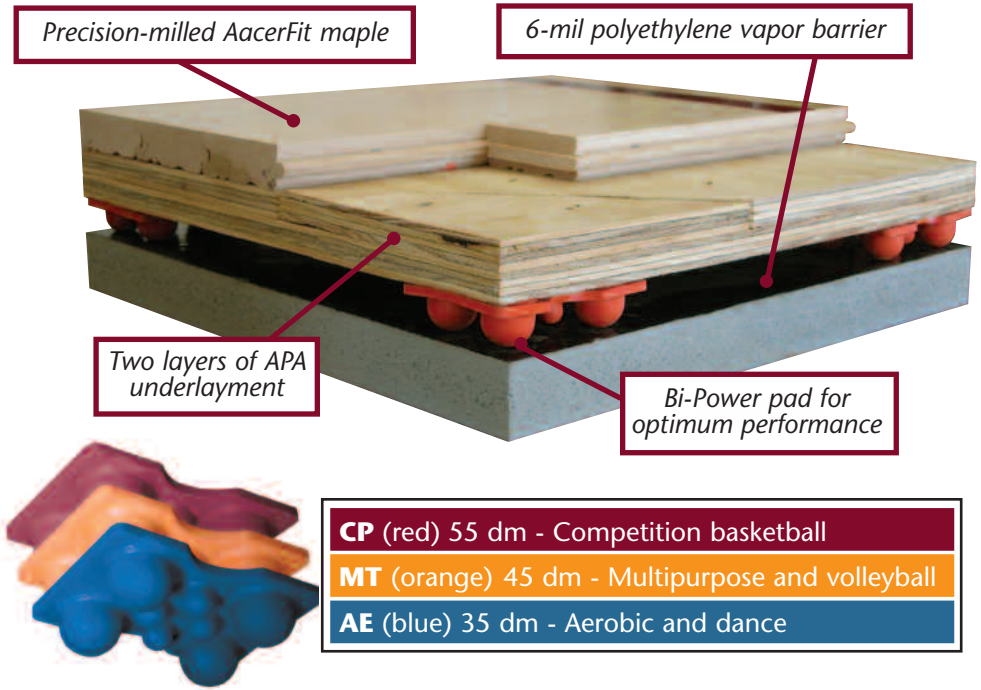 Precision-milled AacerFit maple
6-mil polyethylene vapor barrier
Two layers of APA
underlayment
Bi-Power pad for
optimum performance
CP (red) 55 dm - Competition basketball
MT (orange) 45 dm - Multipurpose and volleyball
AE (blue) 35 dm - Aerobic and dance